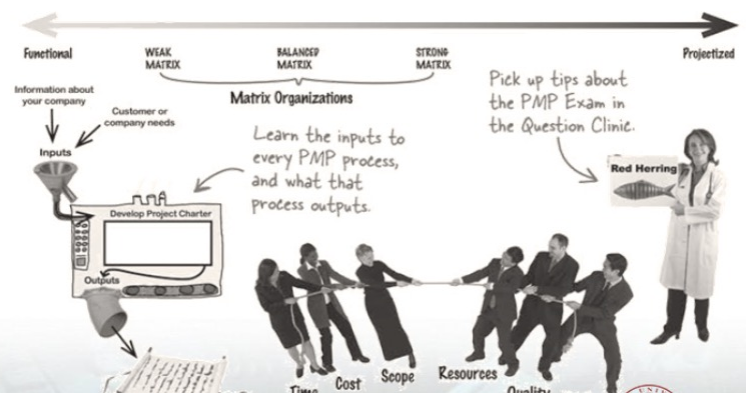 Functional
WEAK
MATRIX
BALANCED
MATRIX
STRONG
MATRIX
Projectized
Matrix Organizations
Information about
your company
Customer or
company needs
Inputs
Learn the inputs to
every PMP process,
and what that
process outputs.
Pick up tips about
the PMP Exam in
the Question Clinic.
Red Herring
Develop Project Charter
Outputs
Time
Cost
Scope
Resources
Quality